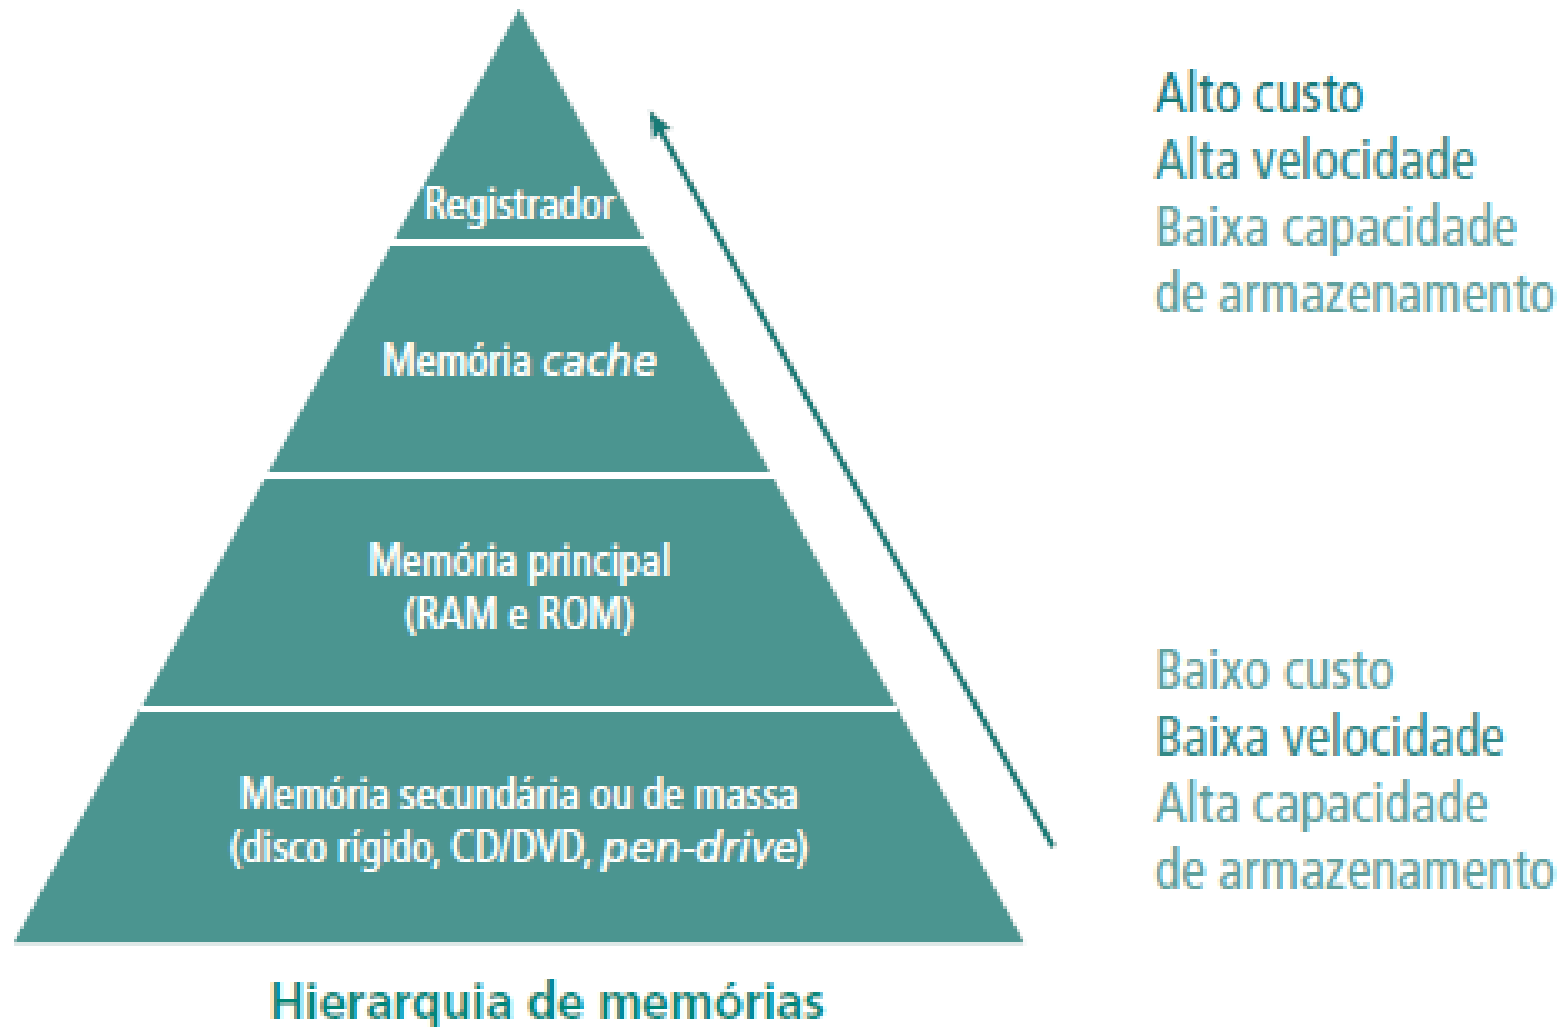 Registrador
Memória cache
Memória principal
(RAM e ROM)
Memória secundária ou de massa
(disco rígido, CD/DVD, pen-drive)
Alto custo
Alta velocidade
Baixa capacidade
de armazenamento
Baixo custo
Baixa velocidade
Alta capacidade
de armazenamento
Hierarquia de memórias